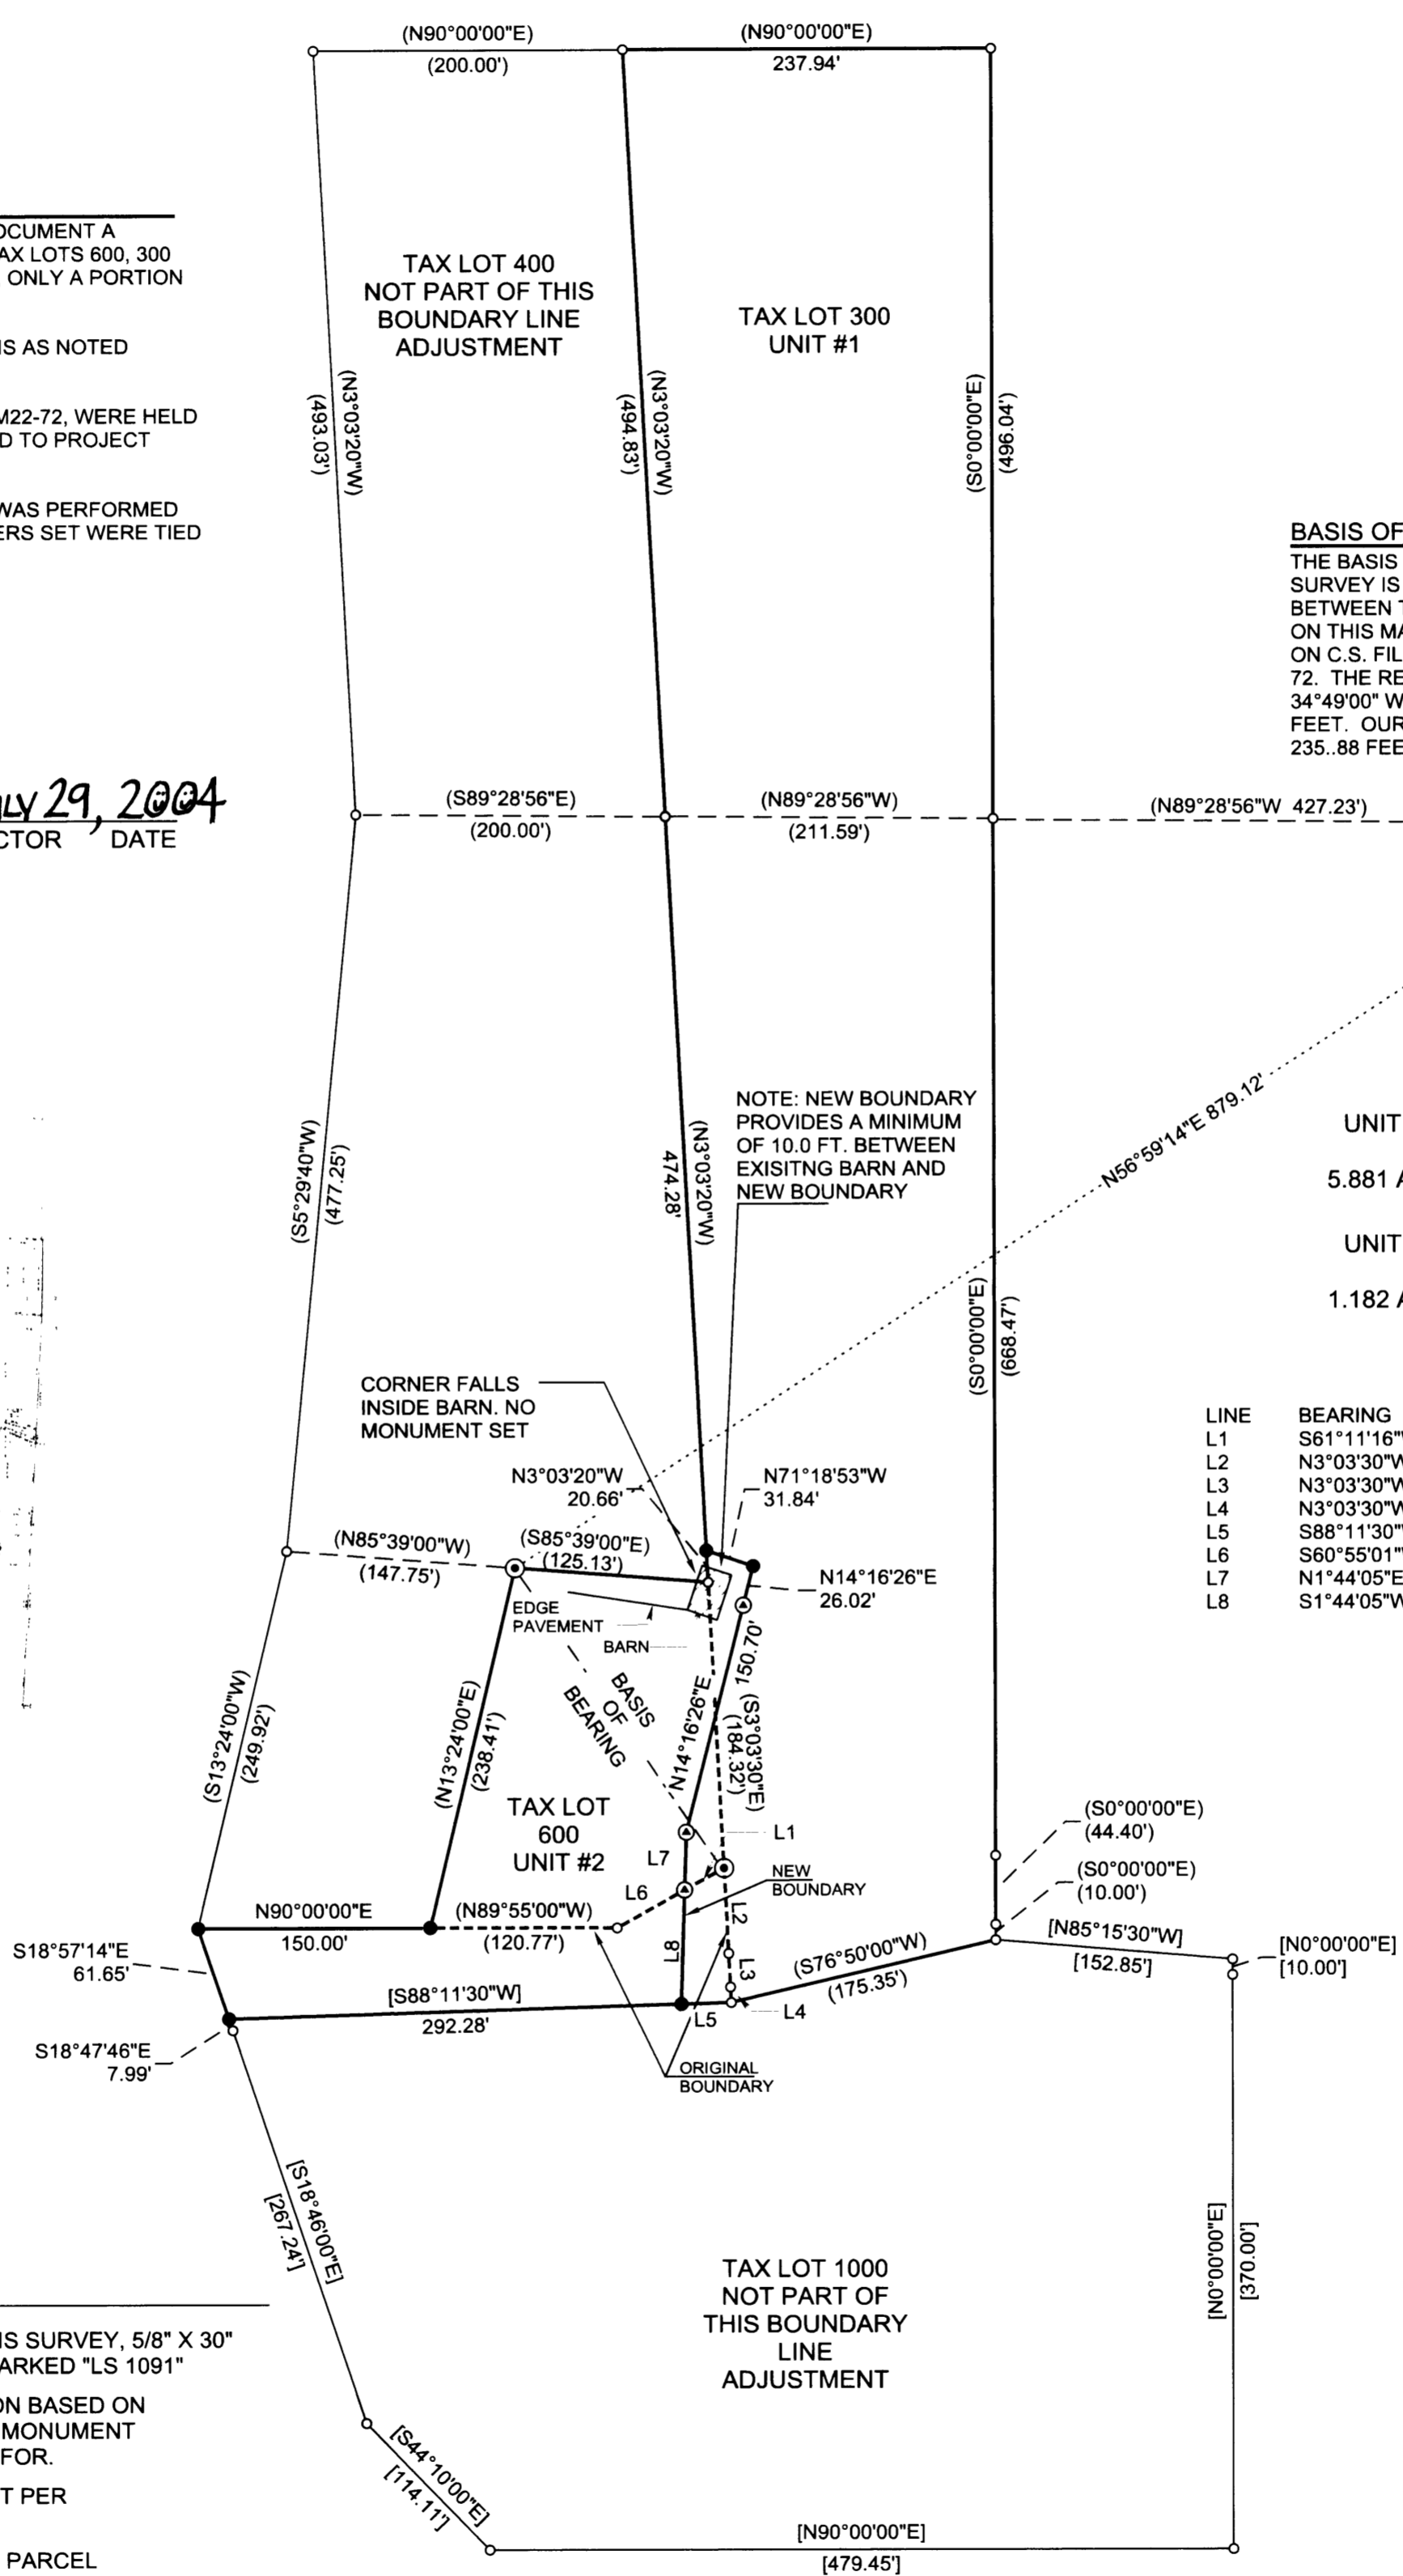 (N90°00'00"E)
(200.00')
(N90°00'00"E)
237.94'
OCUMENT A
AX LOTS 600, 300
ONLY A PORTION
IS AS NOTED
M22-72, WERE HELD
D TO PROJECT
WAS PERFORMED
ERS SET WERE TIED
TAX LOT 400
NOT PART OF THIS
BOUNDARY LINE
ADJUSTMENT
TAX LOT 300
UNIT #1
(N3°03'20"W)
(493.03')
(N3°03'20"W)
(494.83')
(S0°00'00"E)
(496.04')
BASIS OF
THE BASIS
SURVEY IS
BETWEEN T
ON THIS MA
ON C.S. FIL
72. THE RE
34°49'00" W
FEET. OUR
235..88 FEE
LY 29, 2004
CTOR DATE
(S89°28'56"E)
(200.00')
(N89°28'56"W)
(211.59')
(N89°28'56"W 427.23')
N56°59'14"E 879.12'
NOTE: NEW BOUNDARY
PROVIDES A MINIMUM
OF 10.0 FT. BETWEEN
EXISITNG BARN AND
NEW BOUNDARY
(S5°29'40"W)
(477.25')
(N3°03'20"W)
474.28'
(S0°00'00"E)
(668.47')
UNIT
5.881 A
UNIT
1.182 A
CORNER FALLS
INSIDE BARN. NO
MONUMENT SET
LINE BEARING
L1 S61°11'16"W
L2 N3°03'30"W
L3 N3°03'30"W
L4 N3°03'30"W
L5 S88°11'30"W
L6 S60°55'01"W
L7 N1°44'05"E
L8 S1°44'05"W
N3°03'20"W
20.66'
N71°18'53"W
31.84'
(N85°39'00"W)
(147.75')
(S85°39'00"E)
(125.13')
N14°16'26"E
26.02'
EDGE
PAVEMENT
BARN
BASIS
OF
BEARING
N14°16'26"E 150.70'
(S3°03'30"E)
(184.32')
(S13°24'00"W)
(249.92')
(N13°24'00"E)
(238.41')
TAX LOT
600
UNIT #2
L1
L7
L6
NEW
BOUNDARY
L2
(S0°00'00"E)
(44.40')
(S0°00'00"E)
(10.00')
N90°00'00"E
150.00'
(N89°55'00"W)
(120.77')
L8
L3
(S76°50'00"W)
(175.35')
[N85°15'30"W]
[152.85']
[N0°00'00"E]
[10.00']
S18°57'14"E
61.65'
[S88°11'30"W]
292.28'
L5
L4
S18°47'46"E
7.99'
ORIGINAL
BOUNDARY
[S18°46'00"E]
[267.24']
TAX LOT 1000
NOT PART OF
THIS BOUNDARY
LINE
ADJUSTMENT
[N0°00'00"E]
[370.00']
IS SURVEY, 5/8" X 30"
ARKED "LS 1091"
ON BASED ON
MONUMENT
FOR.
T PER
PARCEL
[S44°10'00"E]
[114.11']
[N90°00'00"E]
[479.45']